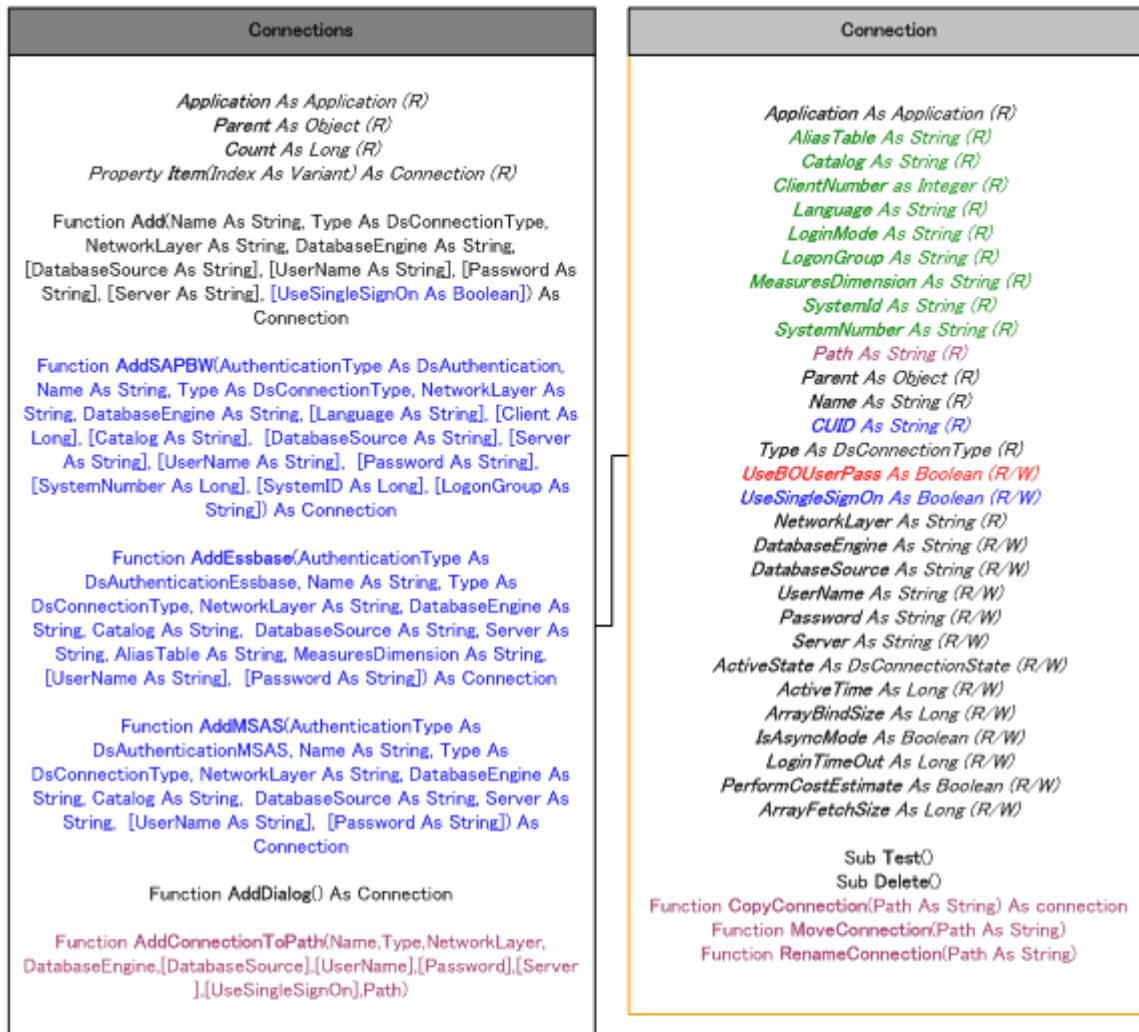 Connections
Application As Application (R)
Parent As Object (R)
Count As Long (R)
Property Item(Index As Variant) As Connection (R)
Function Add(Name As String, Type As DsConnectionType,
NetworkLayer As String, DatabaseEngine As String,
[DatabaseSource As String], [UserName As String], [Password As
String], [Server As String], [UseSingleSignOn As Boolean]) As
Connection
Function AddSAPBW(AuthenticationType As DsAuthentication,
Name As String, Type As DsConnectionType, NetworkLayer As
String, DatabaseEngine As String, [Language As String], [Client As
Long], [Catalog As String], [DatabaseSource As String], [Server
As String], [UserName As String], [Password As String],
[SystemNumber As Long], [SystemID As Long], [LogonGroup As
String]) As Connection
Function AddEssbase(AuthenticationType As
DsAuthenticationEssbase, Name As String, Type As
DsConnectionType, NetworkLayer As String, DatabaseEngine As
String, Catalog As String, DatabaseSource As String, Server As
String, AliasTable As String, MeasuresDimension As String,
[UserName As String], [Password As String]) As Connection
Function AddMSAS(AuthenticationType As
DsAuthenticationMSAS, Name As String, Type As
DsConnectionType, NetworkLayer As String, DatabaseEngine As
String, Catalog As String, DatabaseSource As String, Server As
String, [UserName As String], [Password As String]) As
Connection
Function AddDialog() As Connection
Function AddConnectionToPath(Name,Type,NetworkLayer,
DatabaseEngine,[DatabaseSource],[UserName],[Password],[Server
],[UseSingleSignOn],Path)
Connection
Application As Application (R)
AliasTable As String (R)
Catalog As String (R)
ClientNumber as Integer (R)
Language As String (R)
LoginMode As String (R)
LogonGroup As String (R)
MeasuresDimension As String (R)
SystemId As String (R)
SystemNumber As String (R)
Path As String (R)
Parent As Object (R)
Name As String (R)
CUID As String (R)
Type As DsConnectionType (R)
UseBOUserPass As Boolean (R/W)
UseSingleSignOn As Boolean (R/W)
NetworkLayer As String (R)
DatabaseEngine As String (R/W)
DatabaseSource As String (R/W)
UserName As String (R/W)
Password As String (R/W)
Server As String (R/W)
ActiveState As DsConnectionState (R/W)
ActiveTime As Long (R/W)
ArrayBindSize As Long (R/W)
IsAsyncMode As Boolean (R/W)
LoginTimeOut As Long (R/W)
PerformCostEstimate As Boolean (R/W)
ArrayFetchSize As Long (R/W)
Sub Test()
Sub Delete()
Function CopyConnection(Path As String) As connection
Function MoveConnection(Path As String)
Function RenameConnection(Path As String)